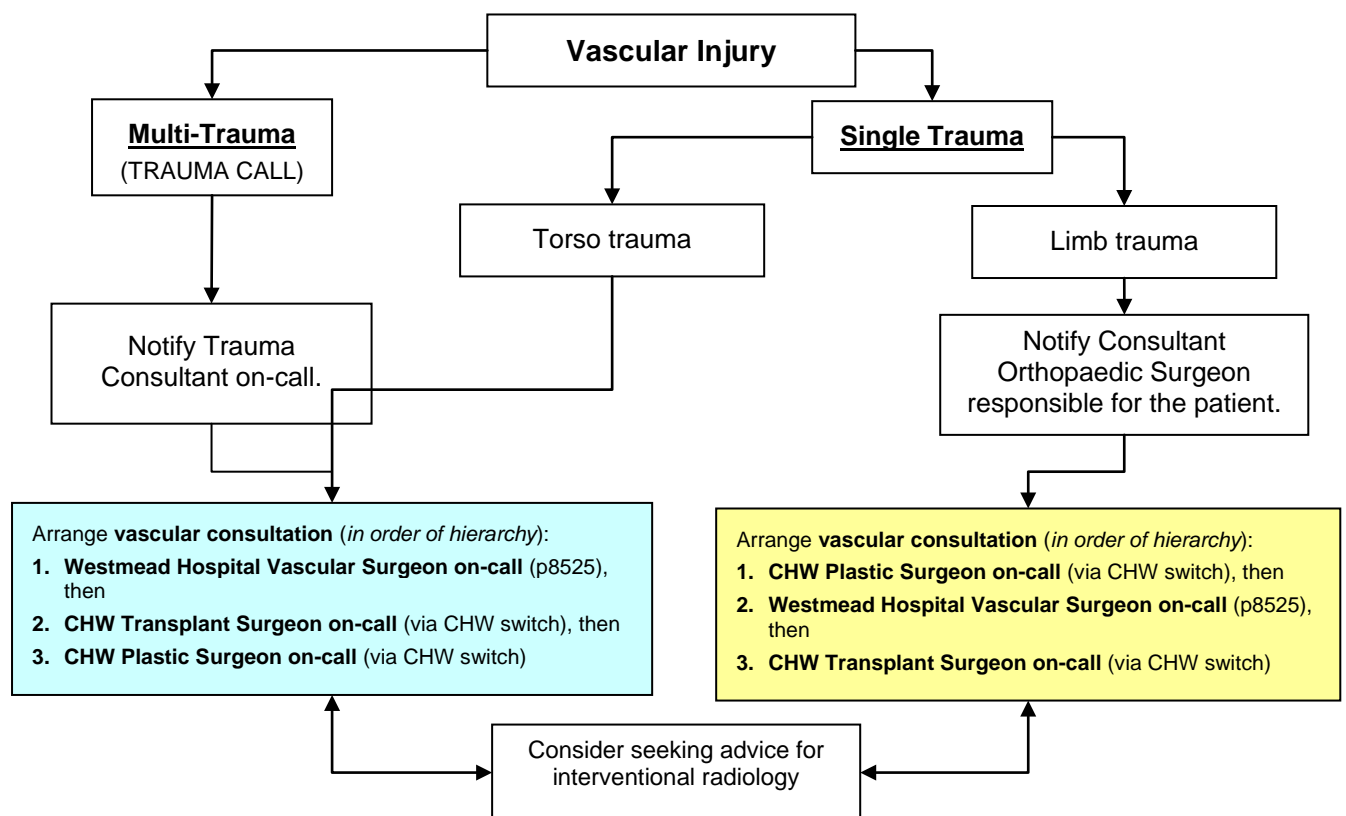 Vascular Injury
Multi-Trauma
(TRAUMA CALL)
Single Trauma
Torso trauma
Limb trauma
Notify Trauma
Consultant on-call.
Notify Consultant
Orthopaedic Surgeon
responsible for the patient.
Arrange vascular consultation (in order of hierarchy):
1. Westmead Hospital Vascular Surgeon on-call (p8525),
then
2. CHW Transplant Surgeon on-call (via CHW switch), then
3. CHW Plastic Surgeon on-call (via CHW switch)
Arrange vascular consultation (in order of hierarchy):
1. CHW Plastic Surgeon on-call (via CHW switch), then
2. Westmead Hospital Vascular Surgeon on-call (p8525),
then
3. CHW Transplant Surgeon on-call (via CHW switch)
Consider seeking advice for
interventional radiology